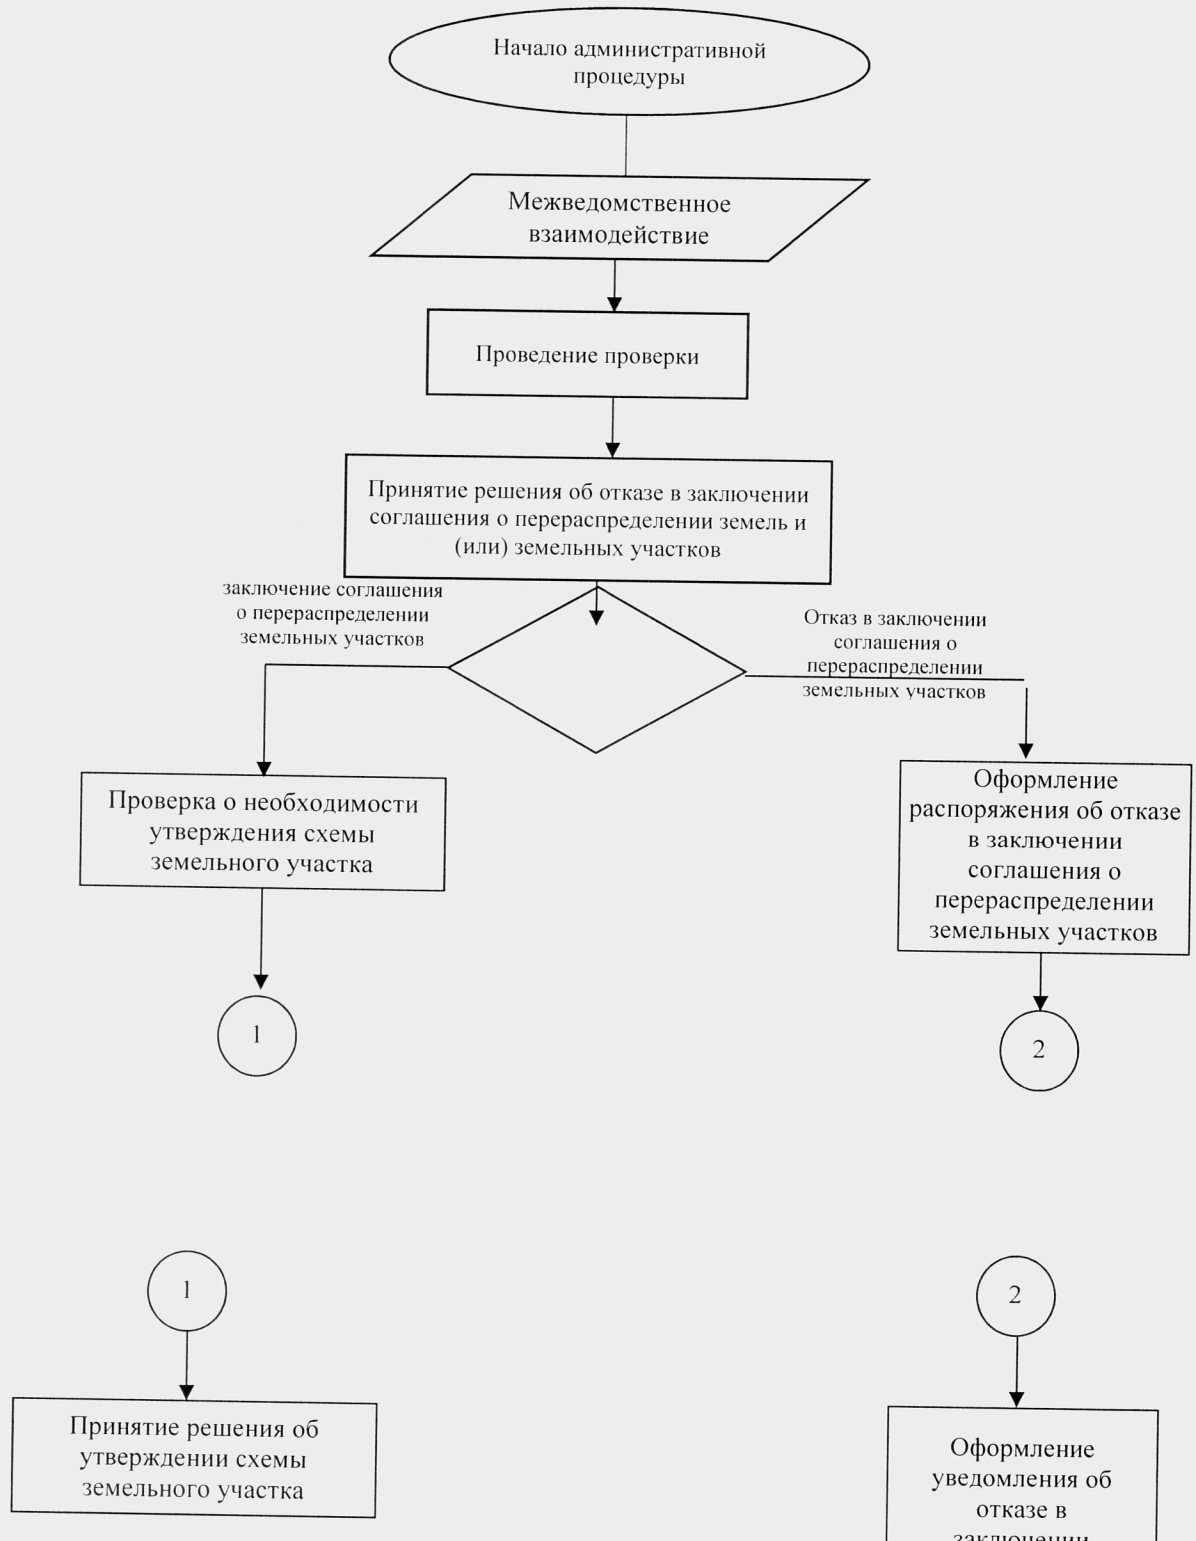 Начало административной
процедуры
Межведомственное
взаимодействие
Проведение проверки
Принятие решения об отказе в заключении
соглашения о перераспределении земель и
(или) земельных участков
заключение соглашения
о перераспределении
земельных участков
Отказ в заключении
соглашения о
перераспределении
земельных участков
Проверка о необходимости
утверждения схемы
земельного участка
Оформление
распоряжения об отказе
в заключении
соглашения о
перераспределении
земельных участков
1
2
1
2
Принятие решения об
утверждении схемы
земельного участка
Оформление
уведомления об
отказе в
заключении